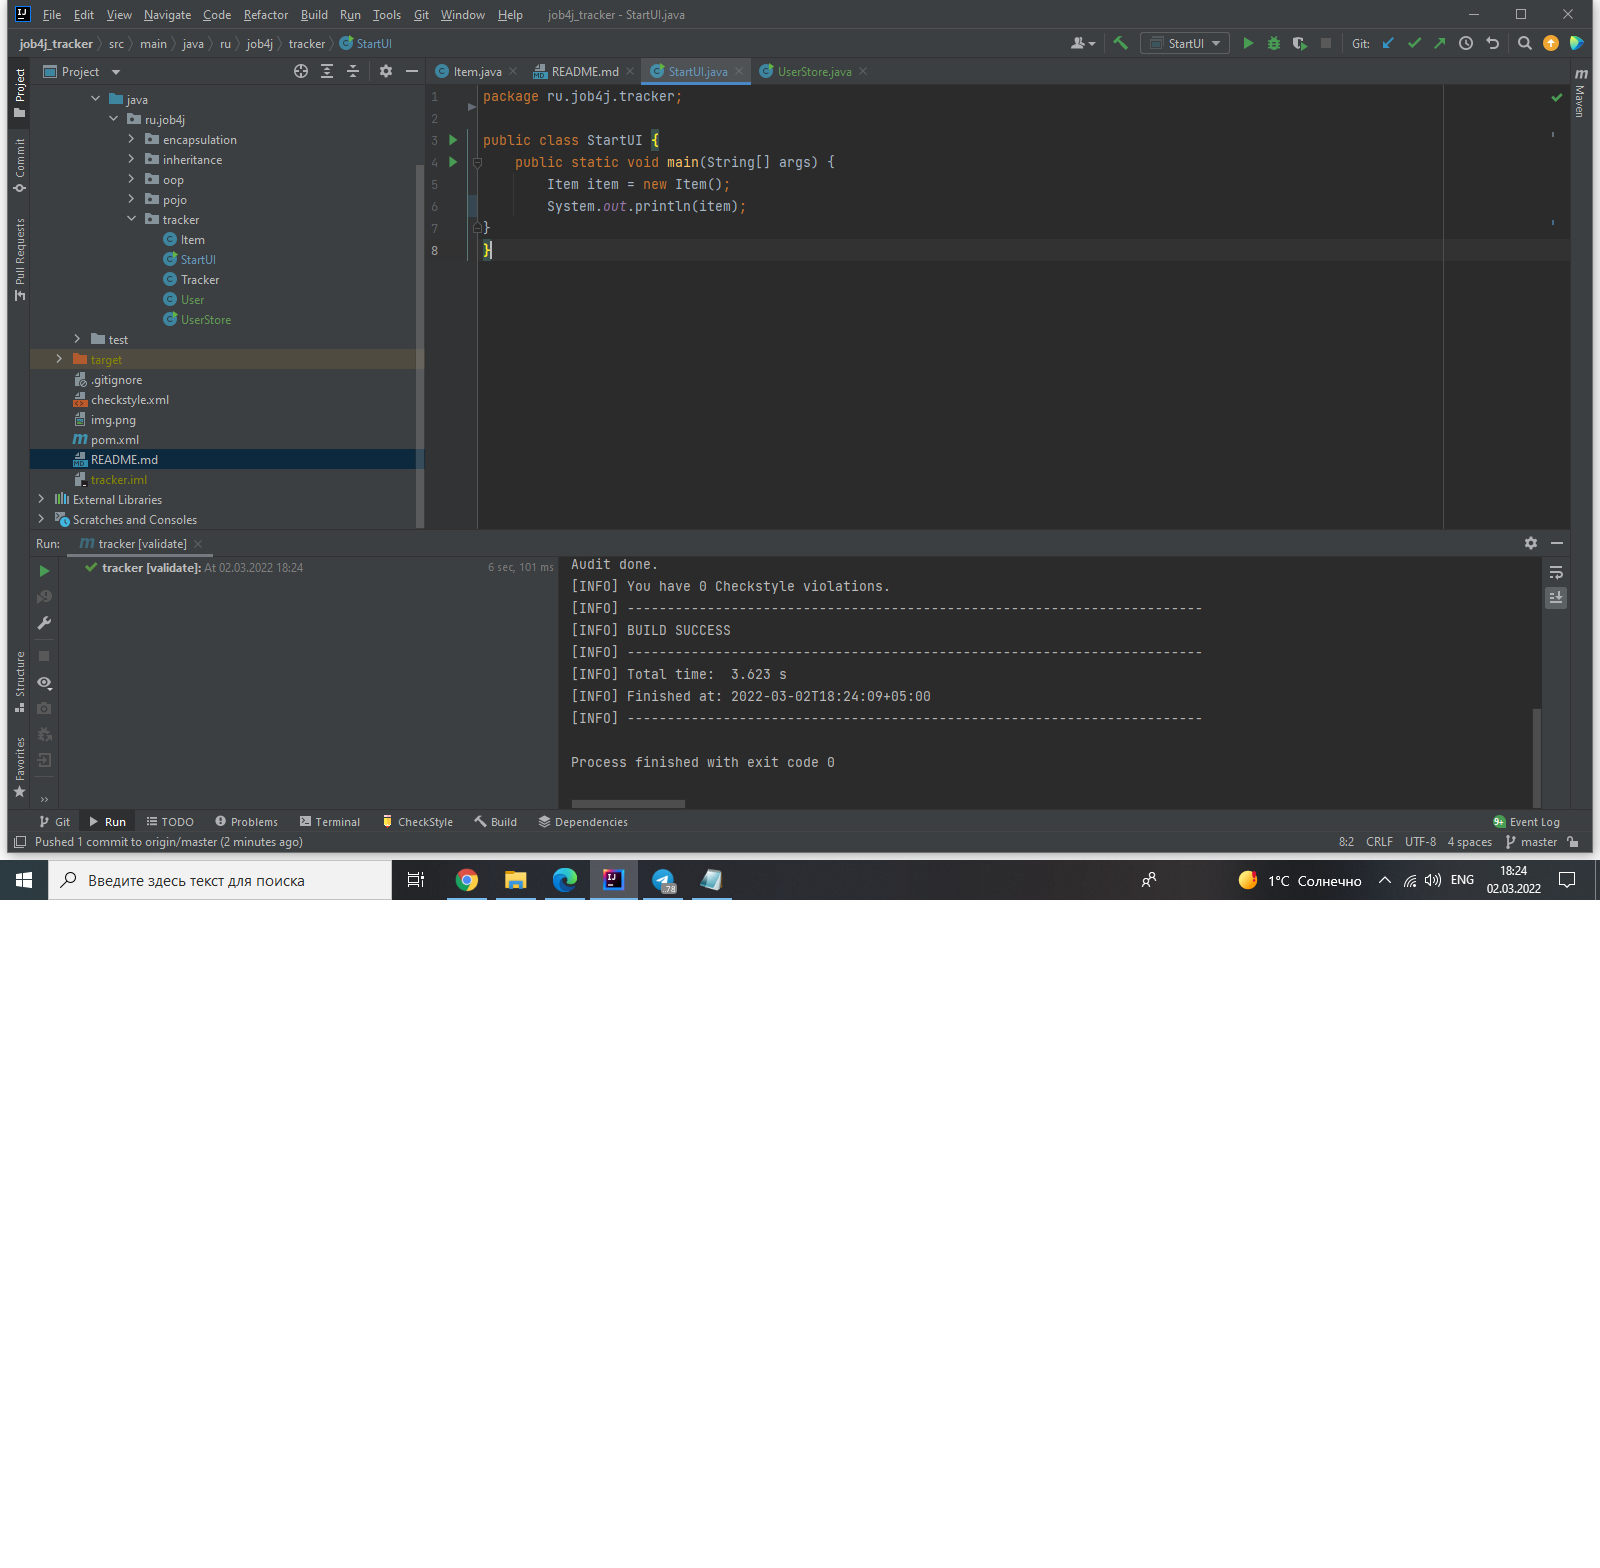 File Edit View Navigate Code Refactor Build Run Tools Git Window Help job4j_tracker - StartUI.java
job4j_tracker src main java ru job4j tracker StartUI
StartUI
Git:
Project
Item.java README.md StartUI.java UserStore.java
java
ru.job4j
encapsulation
inheritance
oop
pojo
tracker
Item
StartUI
Tracker
User
UserStore
test
target
.gitignore
checkstyle.xml
img.png
pom.xml
README.md
tracker.iml
External Libraries
Scratches and Consoles
1 package ru.job4j.tracker;
2
3 public class StartUI {
4 public static void main(String[] args) {
5 Item item = new Item();
6 System.out.println(item);
7 }
8 }
Project
Commit
Pull Requests
Structure
Favorites
Maven
Run: tracker [validate]
tracker [validate]: At 02.03.2022 18:24 6 sec, 101 ms
Audit done.
[INFO] You have 0 Checkstyle violations.
[INFO] ------------------------------------------------------------------------
[INFO] BUILD SUCCESS
[INFO] ------------------------------------------------------------------------
[INFO] Total time:  3.623 s
[INFO] Finished at: 2022-03-02T18:24:09+05:00
[INFO] ------------------------------------------------------------------------
Process finished with exit code 0
Git Run TODO Problems Terminal CheckStyle Build Dependencies 9+ Event Log
Pushed 1 commit to origin/master (2 minutes ago) 8:2 CRLF UTF-8 4 spaces master
Введите здесь текст для поиска
78
1°C Солнечно ENG
18:24
02.03.2022